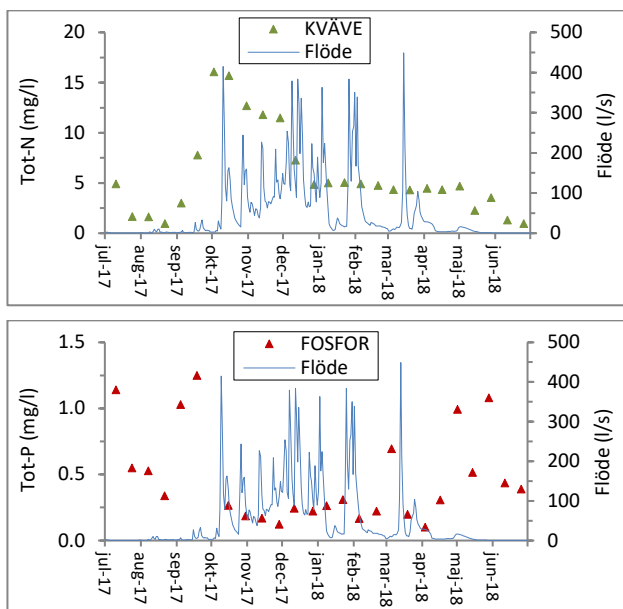 KVÄVE
Flöde
20
15
10
5
0
Tot-N (mg/l)
500
400
300
200
100
0
Flöde (l/s)
jul-17
aug-17
sep-17
okt-17
nov-17
dec-17
jan-18
feb-18
mar-18
apr-18
maj-18
jun-18
FOSFOR
Flöde
1.5
1.0
0.5
0.0
Tot-P (mg/l)
500
400
300
200
100
0
Flöde (l/s)
jul-17
aug-17
sep-17
okt-17
nov-17
dec-17
jan-18
feb-18
mar-18
apr-18
maj-18
jun-18